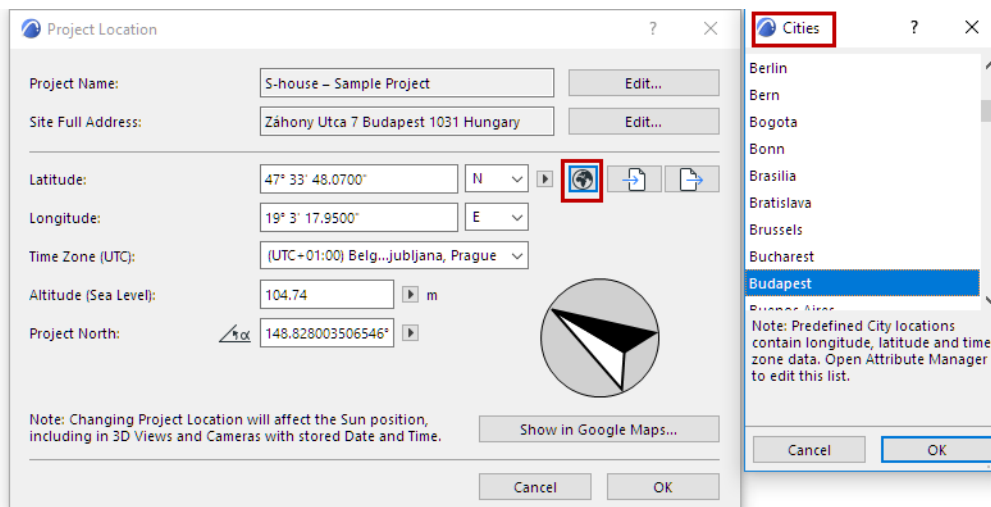 Project Location
Project Name:
S-house – Sample Project
Edit...
Site Full Address:
Záhony Utca 7 Budapest 1031 Hungary
Edit...
Latitude:
47° 33' 48.0700"
N
Longitude:
19° 3' 17.9500"
E
Time Zone (UTC):
(UTC+01:00) Belg...jubljana, Prague
Altitude (Sea Level):
104.74
m
Project North:
α
148.828003506546°
Note: Changing Project Location will affect the Sun position,
including in 3D Views and Cameras with stored Date and Time.
Show in Google Maps...
Cancel
OK
Cities
Berlin
Bern
Bogota
Bonn
Brasilia
Bratislava
Brussels
Bucharest
Budapest
Buenos Aires
Note: Predefined City locations
contain longitude, latitude and time
zone data. Open Attribute Manager
to edit this list.
Cancel
OK